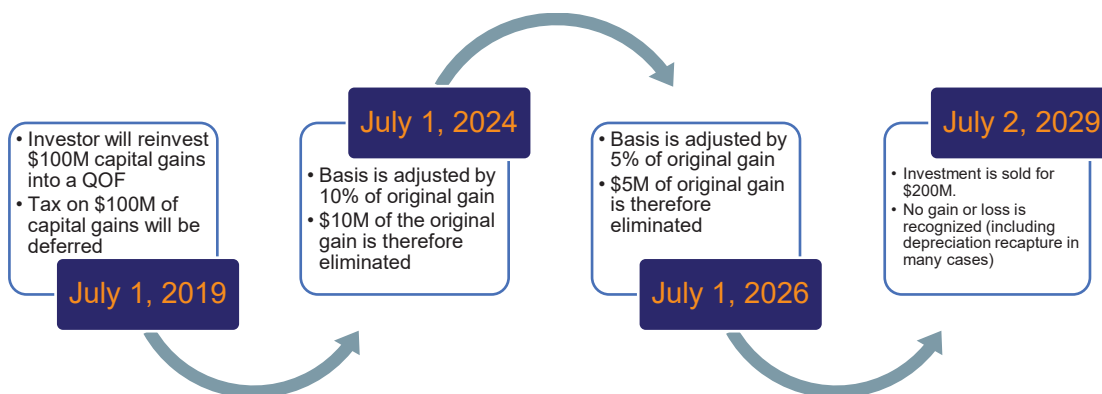 • Investor will reinvest
$100M capital gains
into a QOF
• Tax on $100M of
capital gains will be
deferred
July 1, 2019
July 1, 2024
• Basis is adjusted by
10% of original gain
• $10M of the original
gain is therefore
eliminated
• Basis is adjusted by
5% of original gain
• $5M of original gain
is therefore
eliminated
July 1, 2026
July 2, 2029
• Investment is sold for
$200M.
• No gain or loss is
recognized (including
depreciation recapture in
many cases)